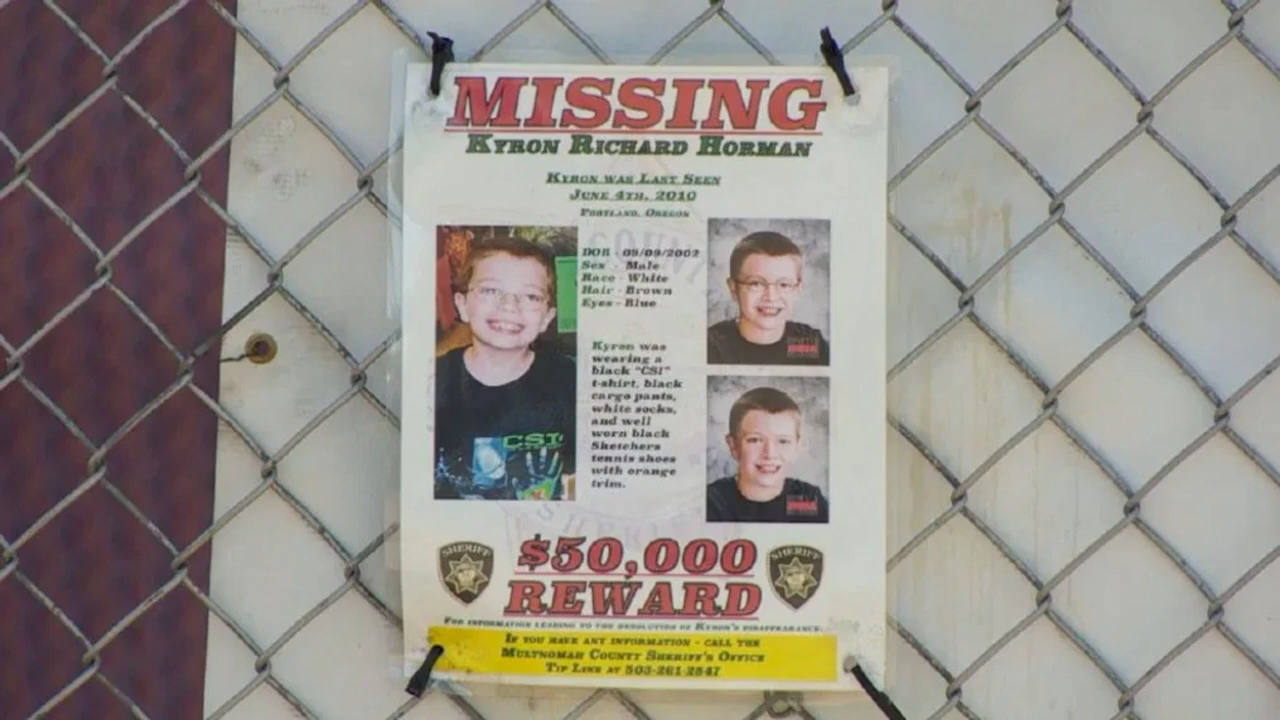 MISSING
KYRON RICHARD HORMAN
KYRON WAS LAST SEEN
JUNE 4TH, 2010
PORTLAND, OREGON
DOB - 09/09/2002
Sex - Male
Race - White
Hair - Brown
Eyes - Blue
Kyron was
wearing a
black "CSI"
t-shirt, black
cargo pants,
white socks,
and well
worn black
Sketchers
tennis shoes
with orange
trim.
CSI
$50,000
REWARD
SHERIFF
SHERIFF
FOR INFORMATION LEADING TO THE RESOLUTION OF KYRON'S DISAPPEARANCE.
IF YOU HAVE ANY INFORMATION - CALL THE
MULTNOMAH COUNTY SHERIFF'S OFFICE
TIP LINE AT 503-261-2847